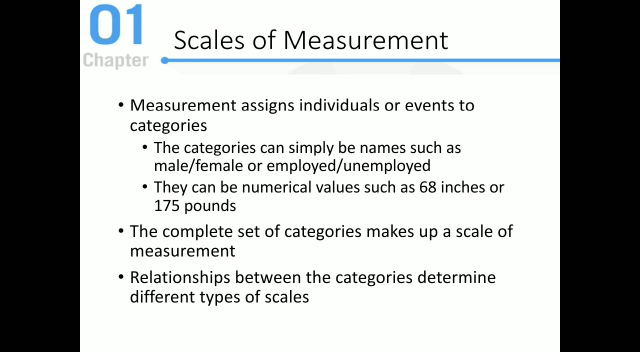 01
Chapter
Scales of Measurement
• Measurement assigns individuals or events to
categories
• The categories can simply be names such as
male/female or employed/unemployed
• They can be numerical values such as 68 inches or
175 pounds
• The complete set of categories makes up a scale of
measurement
• Relationships between the categories determine
different types of scales